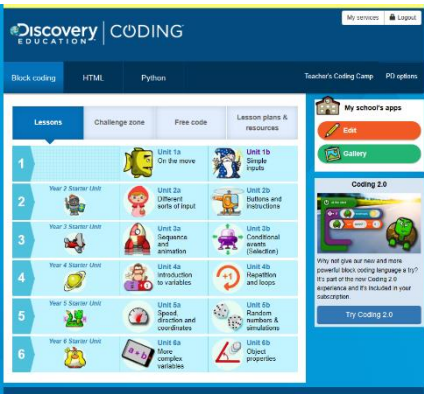 My services
Logout
Discovery EDUCATION | CODING
Block coding
HTML
Python
Teacher's Coding Camp
PD options
Lessons
Challenge zone
Free code
Lesson plans & resources
1
Unit 1a
On the move
Unit 1b
Simple
inputs
2
Year 2 Starter Unit
Unit 2a
Different
sorts of input
Unit 2b
Buttons and
instructions
3
Year 3 Starter Unit
Unit 3a
Sequence
and
animation
Unit 3b
Conditional
events
(Selection)
4
Year 4 Starter Unit
Unit 4a
Introduction
to variables
+1
Unit 4b
Repetition
and loops
5
Year 5 Starter Unit
Unit 5a
Speed,
direction and
coordinates
Unit 5b
Random
numbers &
simulations
6
Year 6 Starter Unit
a+b
Unit 6a
More
complex
variables
Unit 6b
Object
properties
My school's apps
Edit
Gallery
Coding 2.0
Why not give our new and more
powerful block coding language a try?
It's part of the new Coding 2.0
experience and it's included in your
subscription.
Try Coding 2.0